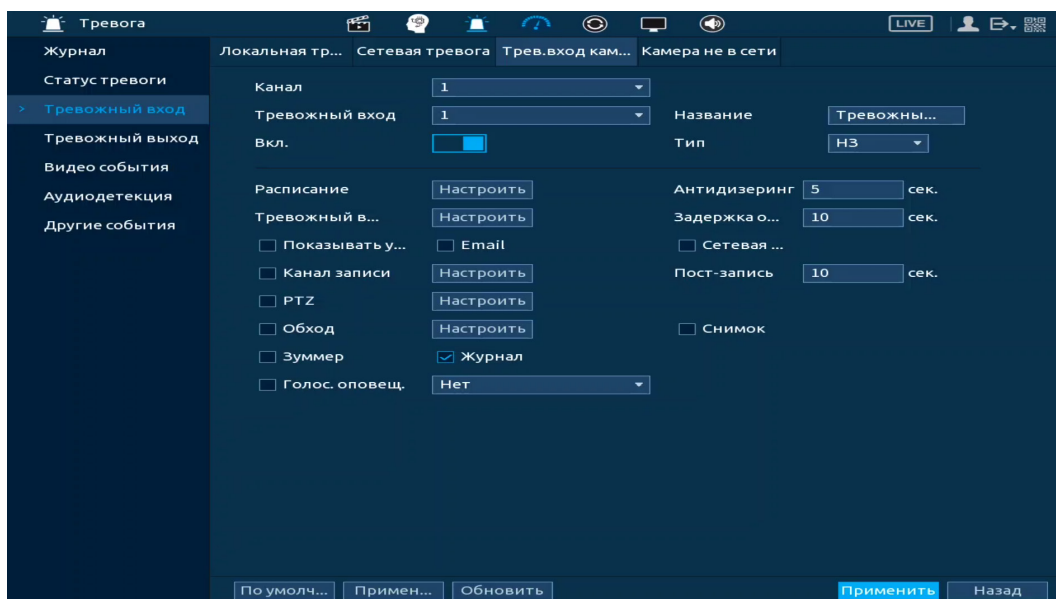 Тревога LIVE
Журнал
Статус тревоги
Тревожный вход
Тревожный выход
Видео события
Аудиодетекция
Другие события
Локальная тр... Сетевая тревога Трев.вход кам... Камера не в сети
Канал 1
Тревожный вход 1 Название Тревожны...
Вкл. Тип НЗ
Расписание Настроить Антидизеринг 5 сек.
Тревожный в... Настроить Задержка о... 10 сек.
Показывать у... Email Сетевая ...
Канал записи Настроить Пост-запись 10 сек.
PTZ Настроить
Обход Настроить Снимок
Зуммер Журнал
Голос. оповещ. Нет
По умолч... Примен... Обновить Применить Назад